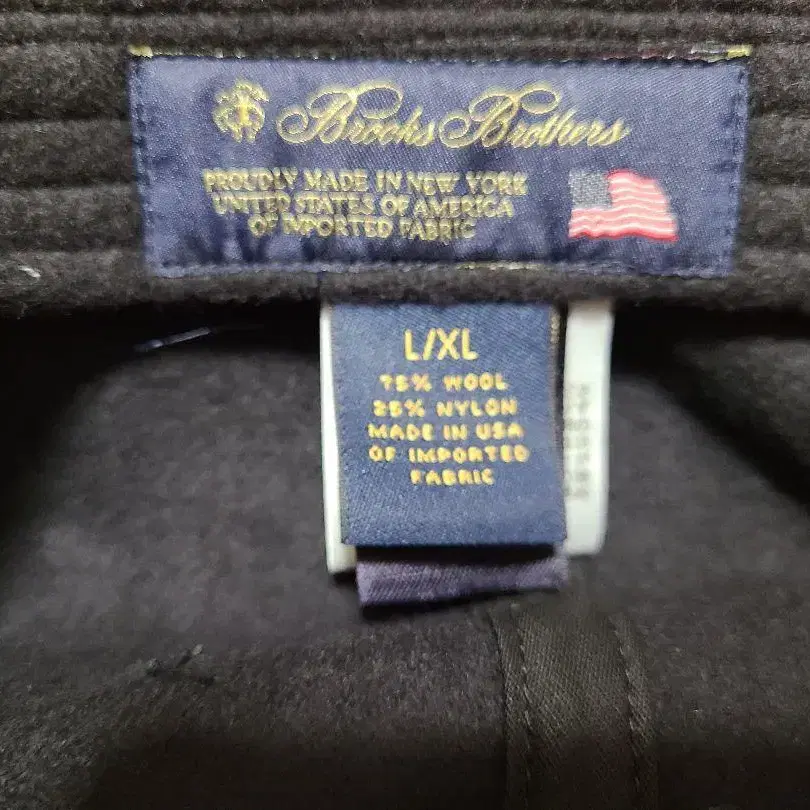 Brooks Brothers
PROUDLY MADE IN NEW YORK
UNITED STATES OF AMERICA
OF IMPORTED FABRIC
L/XL
75% WOOL
25% NYLON
MADE IN USA
OF IMPORTED
FABRIC